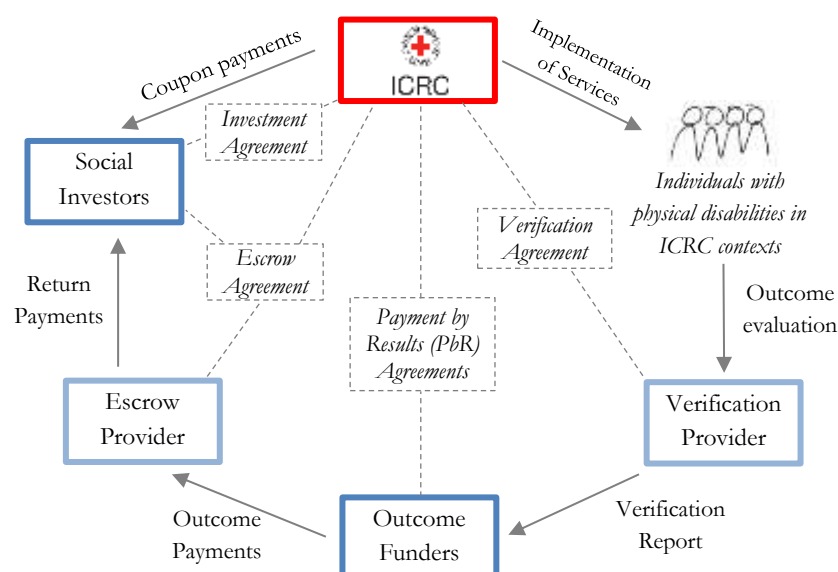 Coupon payments
ICRC
Implementation
of Services
Investment
Agreement
Social
Investors
Individuals with
physical disabilities in
ICRC contexts
Verification
Agreement
Escrow
Agreement
Return
Payments
Payment by
Results (PbR)
Agreements
Outcome
evaluation
Escrow
Provider
Verification
Provider
Outcome
Payments
Outcome
Funders
Verification
Report